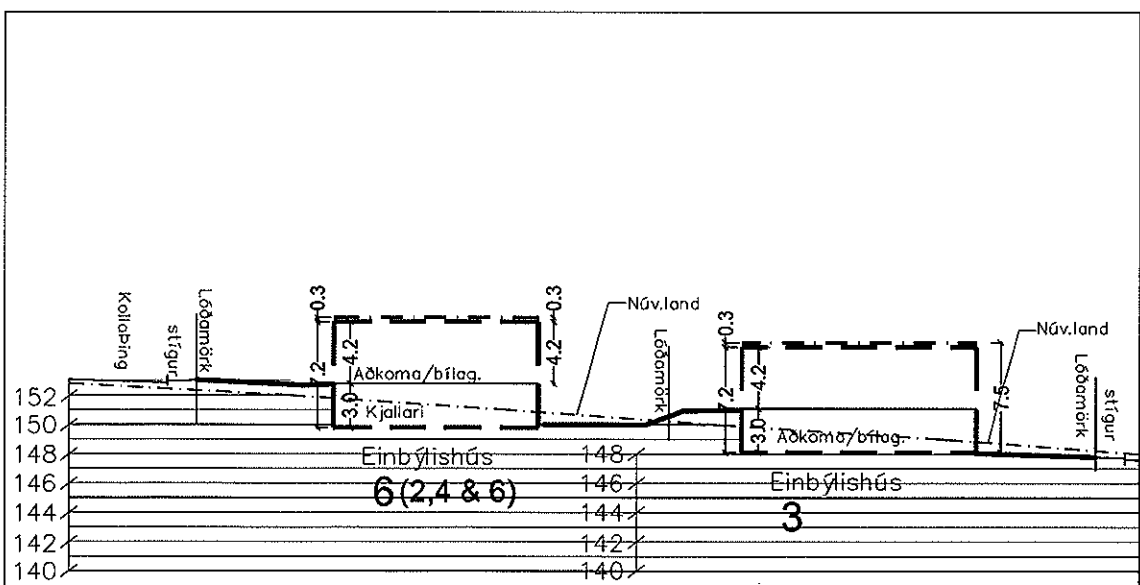 Kollaþing
stígur
Lóðamörk
0.3
7.2
4.2
3.0
Aðkoma/bílag.
Kjallari
0.3
4.2
Núv.land
Lóðamörk
0.3
7.2
4.2
3.0
Aðkoma/bílag.
7.5
Núv.land
Lóðamörk
stígur
152
150
148
146
144
142
140
Einbýlishús
6 (2,4 & 6)
148
146
144
142
140
Einbýlishús
3